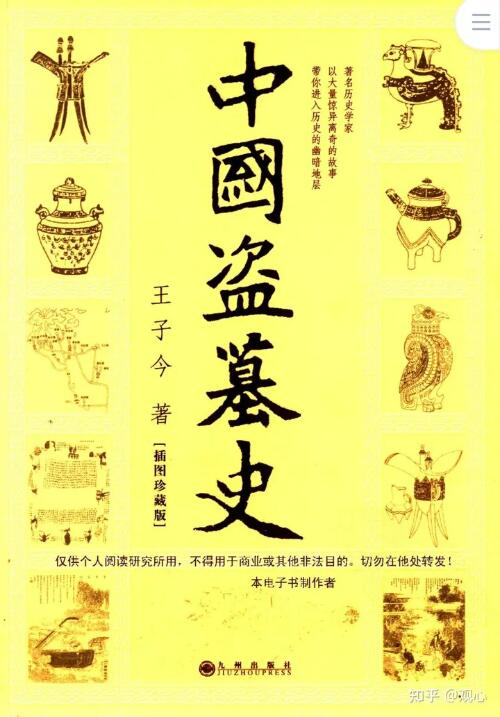 著名历史学家
以大量惊异离奇的故事
带你进入历史的幽暗地层
中國盗墓史
王子今 著
[插图珍藏版]
仅供个人阅读研究所用，不得用于商业或其他非法目的。切勿在他处转发！
本电子书制作者
九州出版社
JIUZHOUPRESS
知乎 @观心